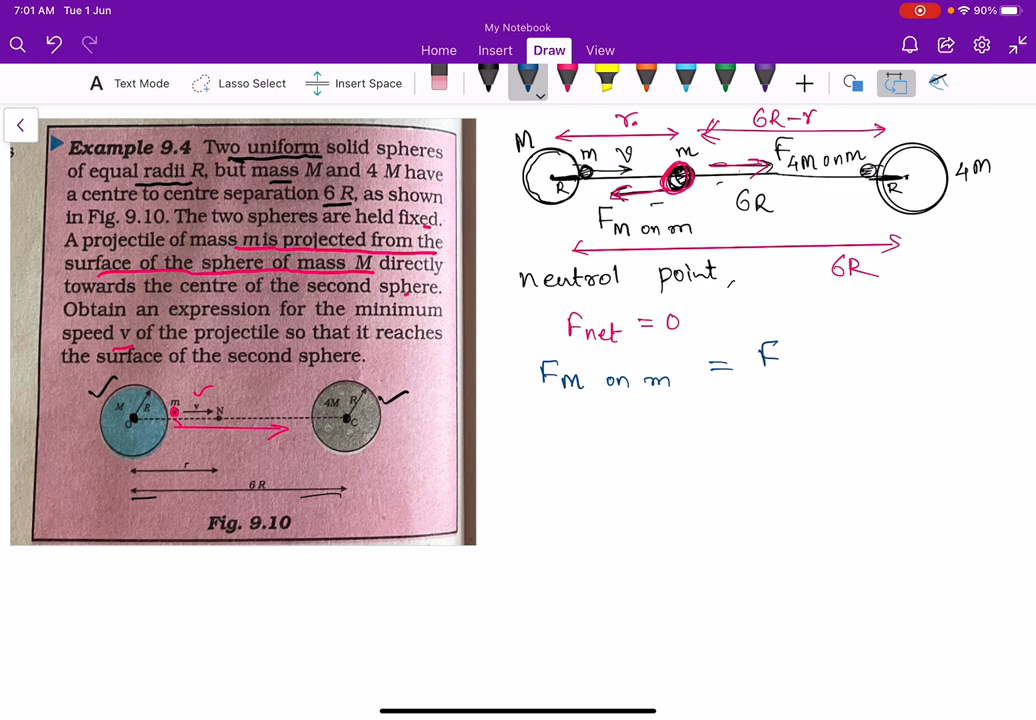 7:01 AM Tue 1 Jun
90%
My Notebook
Home Insert Draw View
A Text Mode Lasso Select Insert Space
Example 9.4 Two uniform solid spheres
of equal radii R, but mass M and 4 M have
a centre to centre separation 6 R, as shown
in Fig. 9.10. The two spheres are held fixed.
A projectile of mass m is projected from the
surface of the sphere of mass M directly
towards the centre of the second sphere.
Obtain an expression for the minimum
speed v of the projectile so that it reaches
the surface of the second sphere.
M R m v N 4M R
O C
r
6R
Fig. 9.10
r 6R-r
M m v m F4M on m 4M
R R
FM on m 6R
6R
neutrol point,
Fnet = 0
FM on m = F